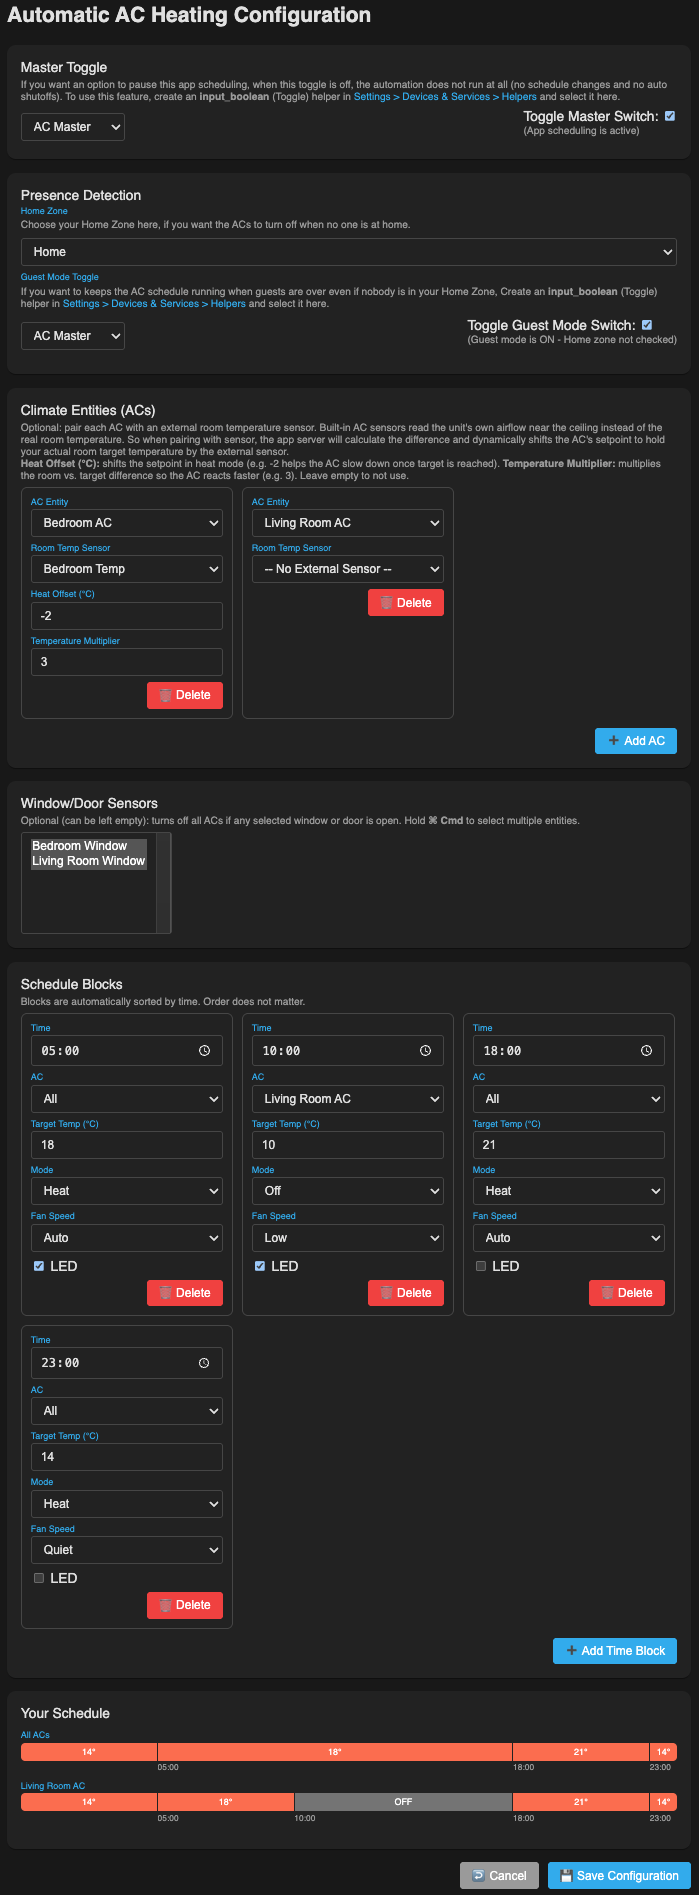 Automatic AC Heating Configuration
Master Toggle
If you want an option to pause this app scheduling, when this toggle is off, the automation does not run at all (no schedule changes and no auto
shutoffs). To use this feature, create an input_boolean (Toggle) helper in Settings > Devices & Services > Helpers and select it here.
AC Master
Toggle Master Switch:
(App scheduling is active)
Presence Detection
Home Zone
Choose your Home Zone here, if you want the ACs to turn off when no one is at home.
Home
Guest Mode Toggle
If you want to keeps the AC schedule running when guests are over even if nobody is in your Home Zone, Create an input_boolean (Toggle)
helper in Settings > Devices & Services > Helpers and select it here.
AC Master
Toggle Guest Mode Switch:
(Guest mode is ON - Home zone not checked)
Climate Entities (ACs)
Optional: pair each AC with an external room temperature sensor. Built-in AC sensors read the unit's own airflow near the ceiling instead of the
real room temperature. So when pairing with sensor, the app server will calculate the difference and dynamically shifts the AC's setpoint to hold
your actual room target temperature by the external sensor.
Heat Offset (°C): shifts the setpoint in heat mode (e.g. -2 helps the AC slow down once target is reached). Temperature Multiplier: multiplies
the room vs. target difference so the AC reacts faster (e.g. 3). Leave empty to not use.
AC Entity
Bedroom AC
Room Temp Sensor
Bedroom Temp
Heat Offset (°C)
-2
Temperature Multiplier
3
Delete
AC Entity
Living Room AC
Room Temp Sensor
-- No External Sensor --
Delete
Add AC
Window/Door Sensors
Optional (can be left empty): turns off all ACs if any selected window or door is open. Hold ⌘ Cmd to select multiple entities.
Bedroom Window
Living Room Window
Schedule Blocks
Blocks are automatically sorted by time. Order does not matter.
Time
05:00
AC
All
Target Temp (°C)
18
Mode
Heat
Fan Speed
Auto
LED
Delete
Time
10:00
AC
Living Room AC
Target Temp (°C)
10
Mode
Off
Fan Speed
Low
LED
Delete
Time
18:00
AC
All
Target Temp (°C)
21
Mode
Heat
Fan Speed
Auto
LED
Delete
Time
23:00
AC
All
Target Temp (°C)
14
Mode
Heat
Fan Speed
Quiet
LED
Delete
Add Time Block
Your Schedule
All ACs
14° 18° 21° 14°
05:00 18:00 23:00
Living Room AC
14° 18° OFF 21° 14°
05:00 10:00 18:00 23:00
Cancel
Save Configuration